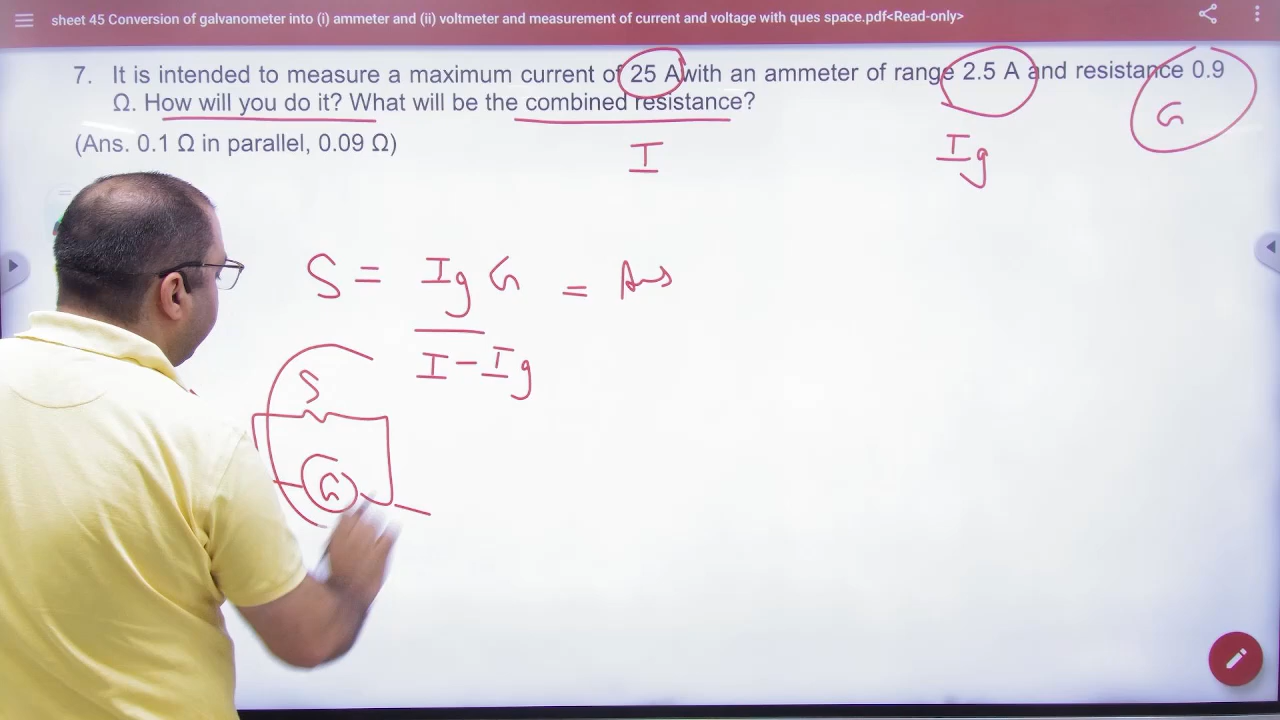 sheet 45 Conversion of galvanometer into (i) ammeter and (ii) voltmeter and measurement of current and voltage with ques space.pdf<Read-only>
7. It is intended to measure a maximum current of 25 A with an ammeter of range 2.5 A and resistance 0.9
Ω. How will you do it? What will be the combined resistance?
(Ans. 0.1 Ω in parallel, 0.09 Ω)
I
Ig
G
S = Ig G = Ans
I - Ig
S
G